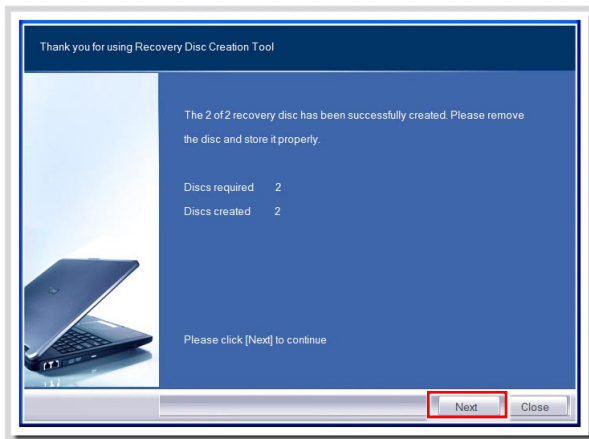 Thank you for using Recovery Disc Creation Tool
The 2 of 2 recovery disc has been successfully created. Please remove
the disc and store it properly.
Discs required 2
Discs created 2
Please click [Next] to continue
Next Close